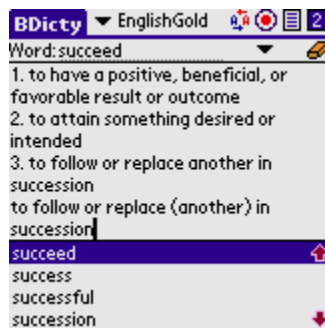 BDicty EnglishGold 2
Word: succeed
1. to have a positive, beneficial, or
favorable result or outcome
2. to attain something desired or
intended
3. to follow or replace another in
succession
to follow or replace (another) in
succession
succeed
success
successful
succession